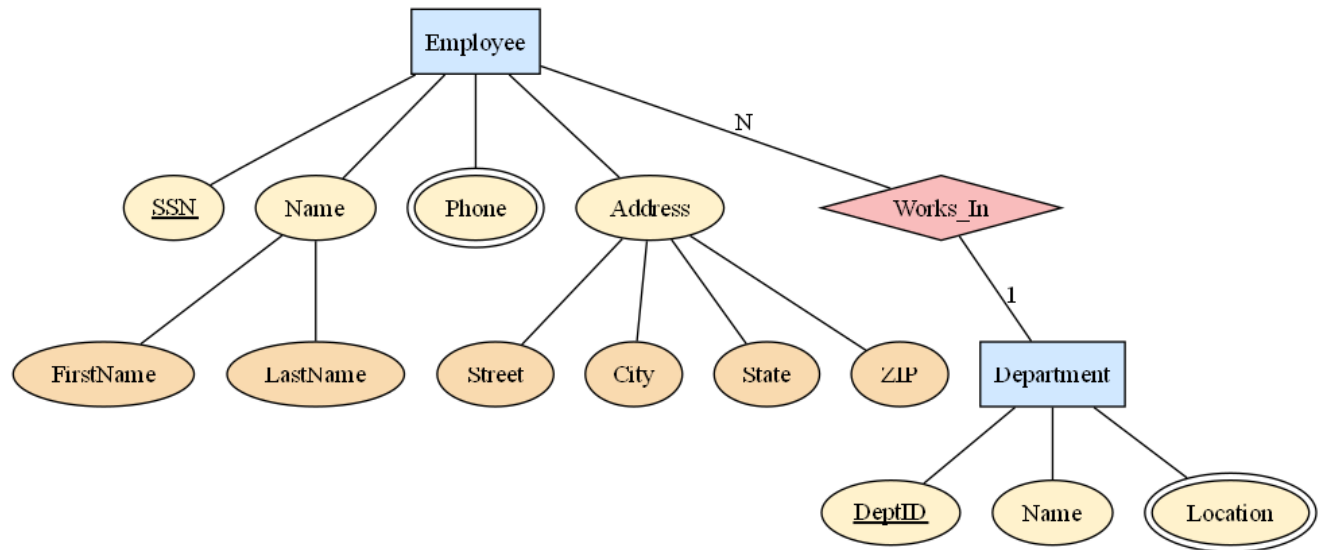 Employee
N
SSN
Name
Phone
Address
Works_In
1
FirstName
LastName
Street
City
State
ZIP
Department
DeptID
Name
Location